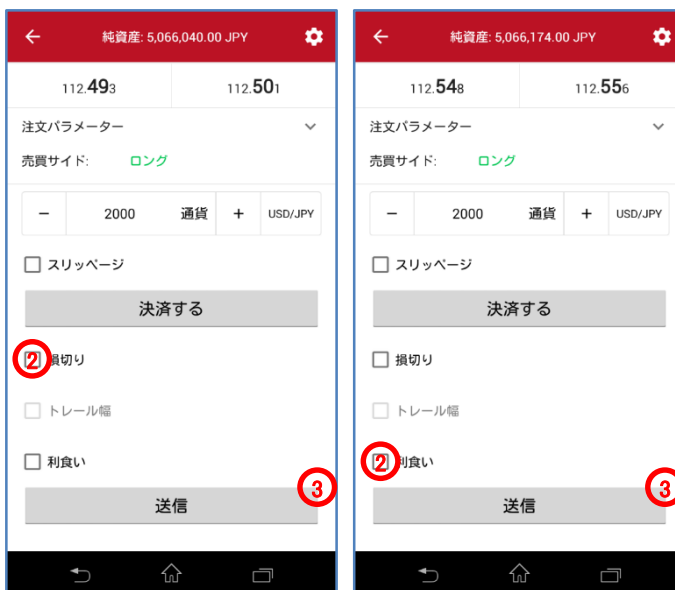 純資産: 5,066,040.00 JPY
112.493 112.501
注文パラメーター
売買サイド: ロング
− 2000 通貨 + USD/JPY
スリッページ
決済する
② 損切り
トレール幅
利食い
③
送信
純資産: 5,066,174.00 JPY
112.548 112.556
注文パラメーター
売買サイド: ロング
− 2000 通貨 + USD/JPY
スリッページ
決済する
損切り
トレール幅
② 利食い
③
送信